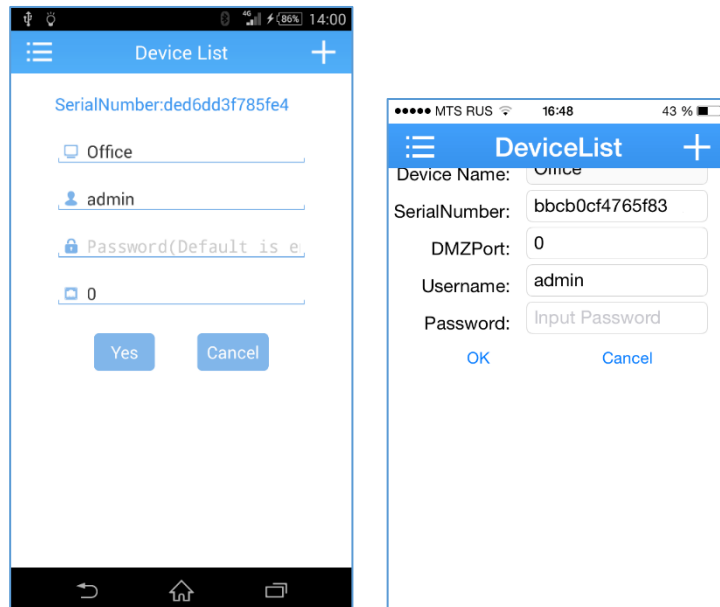 4G 86% 14:00
Device List
SerialNumber:ded6dd3f785fe4
Office
admin
Password(Default is e
0
Yes Cancel
MTS RUS 16:48 43 %
DeviceList
Device Name: Office
SerialNumber: bbcb0cf4765f83
DMZPort: 0
Username: admin
Password: Input Password
OK Cancel